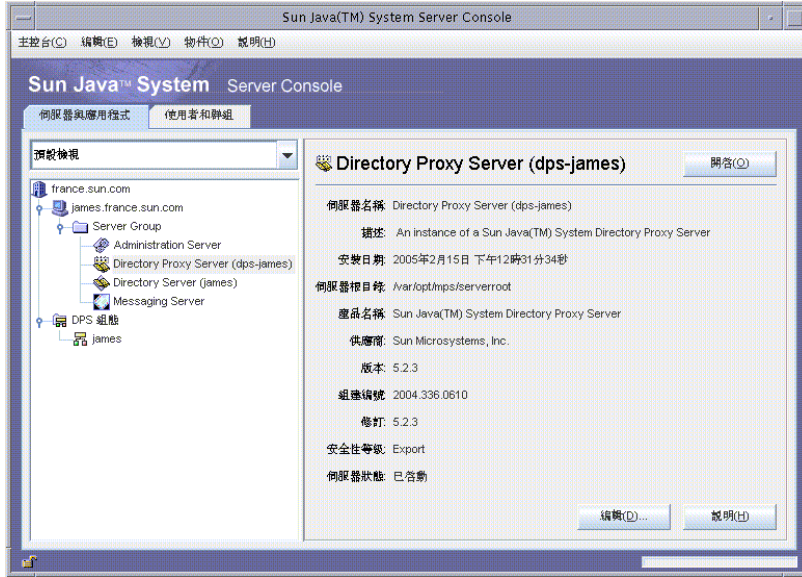 Sun Java(TM) System Server Console
主控台(C) 編輯(E) 檢視(V) 物件(O) 說明(H)
Sun Java™ System Server Console
伺服器與應用程式 使用者和群組
預設檢視
france.sun.com
james.france.sun.com
Server Group
Administration Server
Directory Proxy Server (dps-james)
Directory Server (james)
Messaging Server
DPS 組態
james
Directory Proxy Server (dps-james) 開啟(O)
伺服器名稱: Directory Proxy Server (dps-james)
描述: An instance of a Sun Java(TM) System Directory Proxy Server
安裝日期: 2005年2月15日 下午12時31分34秒
伺服器根目錄: /var/opt/mps/serverroot
產品名稱: Sun Java(TM) System Directory Proxy Server
供應商: Sun Microsystems, Inc.
版本: 5.2.3
組建編號: 2004.336.0610
修訂: 5.2.3
安全性等級: Export
伺服器狀態: 已啟動
編輯(D)... 說明(H)